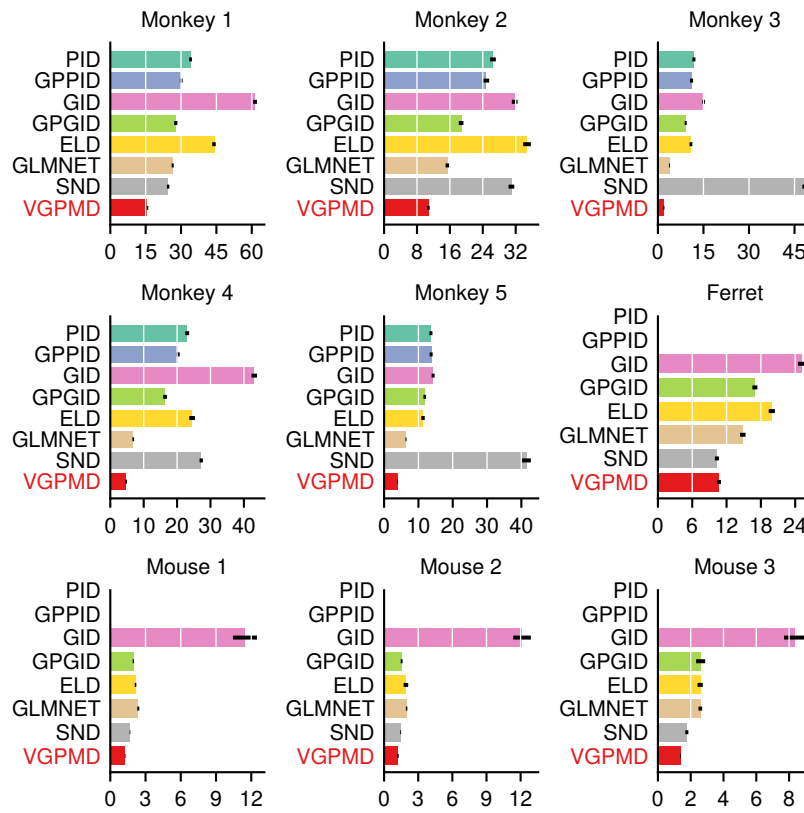 Monkey 1
PID
GPPID
GID
GPGID
ELD
GLMNET
SND
VGPMD
0 15 30 45 60
Monkey 2
PID
GPPID
GID
GPGID
ELD
GLMNET
SND
VGPMD
0 8 16 24 32
Monkey 3
PID
GPPID
GID
GPGID
ELD
GLMNET
SND
VGPMD
0 15 30 45
Monkey 4
PID
GPPID
GID
GPGID
ELD
GLMNET
SND
VGPMD
0 10 20 30 40
Monkey 5
PID
GPPID
GID
GPGID
ELD
GLMNET
SND
VGPMD
0 10 20 30 40
Ferret
PID
GPPID
GID
GPGID
ELD
GLMNET
SND
VGPMD
0 6 12 18 24
Mouse 1
PID
GPPID
GID
GPGID
ELD
GLMNET
SND
VGPMD
0 3 6 9 12
Mouse 2
PID
GPPID
GID
GPGID
ELD
GLMNET
SND
VGPMD
0 3 6 9 12
Mouse 3
PID
GPPID
GID
GPGID
ELD
GLMNET
SND
VGPMD
0 2 4 6 8